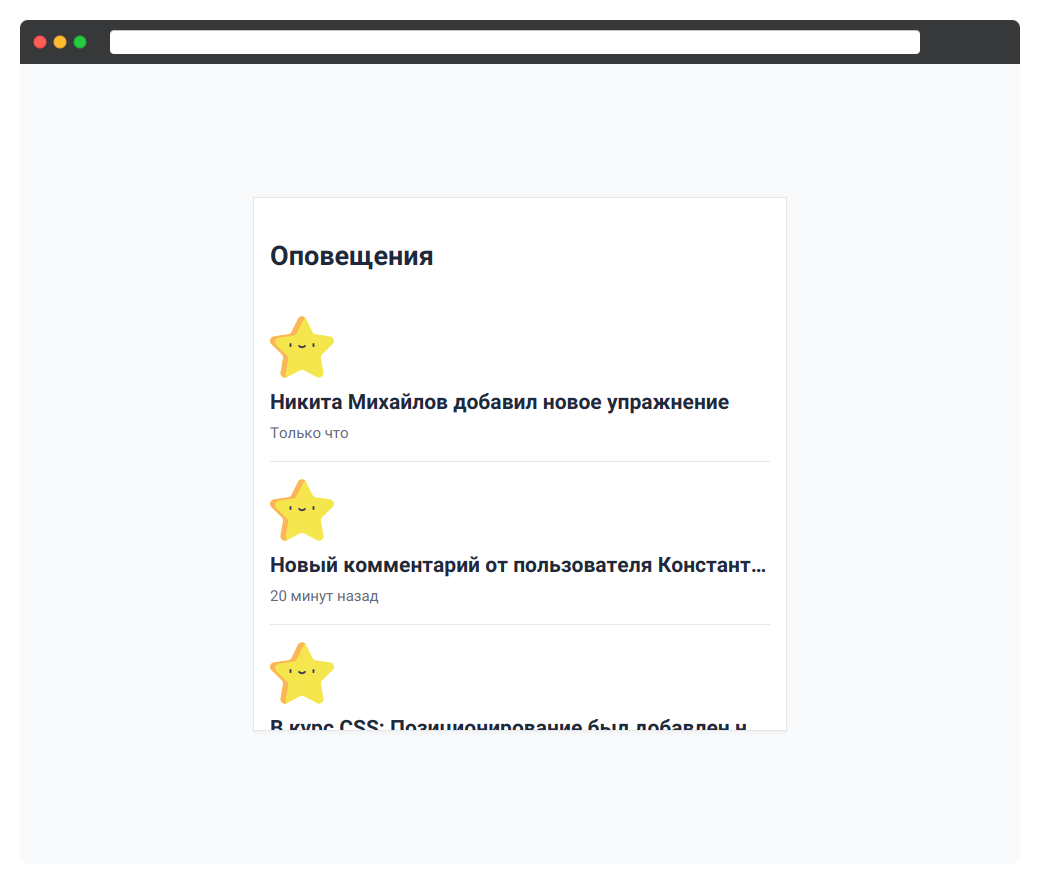 Оповещения
Никита Михайлов добавил новое упражнение
Только что
Новый комментарий от пользователя Констант...
20 минут назад
В курс CSS: Позиционирование был добавлен н